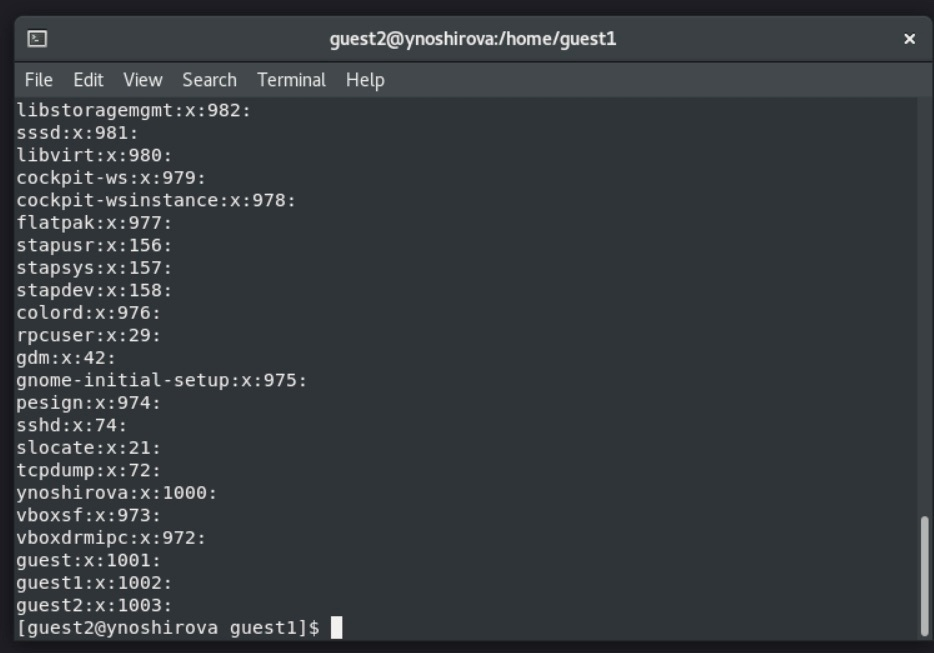 guest2@ynoshirova:/home/guest1
×
File Edit View Search Terminal Help
libstoragemgmt:x:982:
sssd:x:981:
libvirt:x:980:
cockpit-ws:x:979:
cockpit-wsinstance:x:978:
flatpak:x:977:
stapusr:x:156:
stapsys:x:157:
stapdev:x:158:
colord:x:976:
rpcuser:x:29:
gdm:x:42:
gnome-initial-setup:x:975:
pesign:x:974:
sshd:x:74:
slocate:x:21:
tcpdump:x:72:
ynoshirova:x:1000:
vboxsf:x:973:
vboxdrmipc:x:972:
guest:x:1001:
guest1:x:1002:
guest2:x:1003:
[guest2@ynoshirova guest1]$